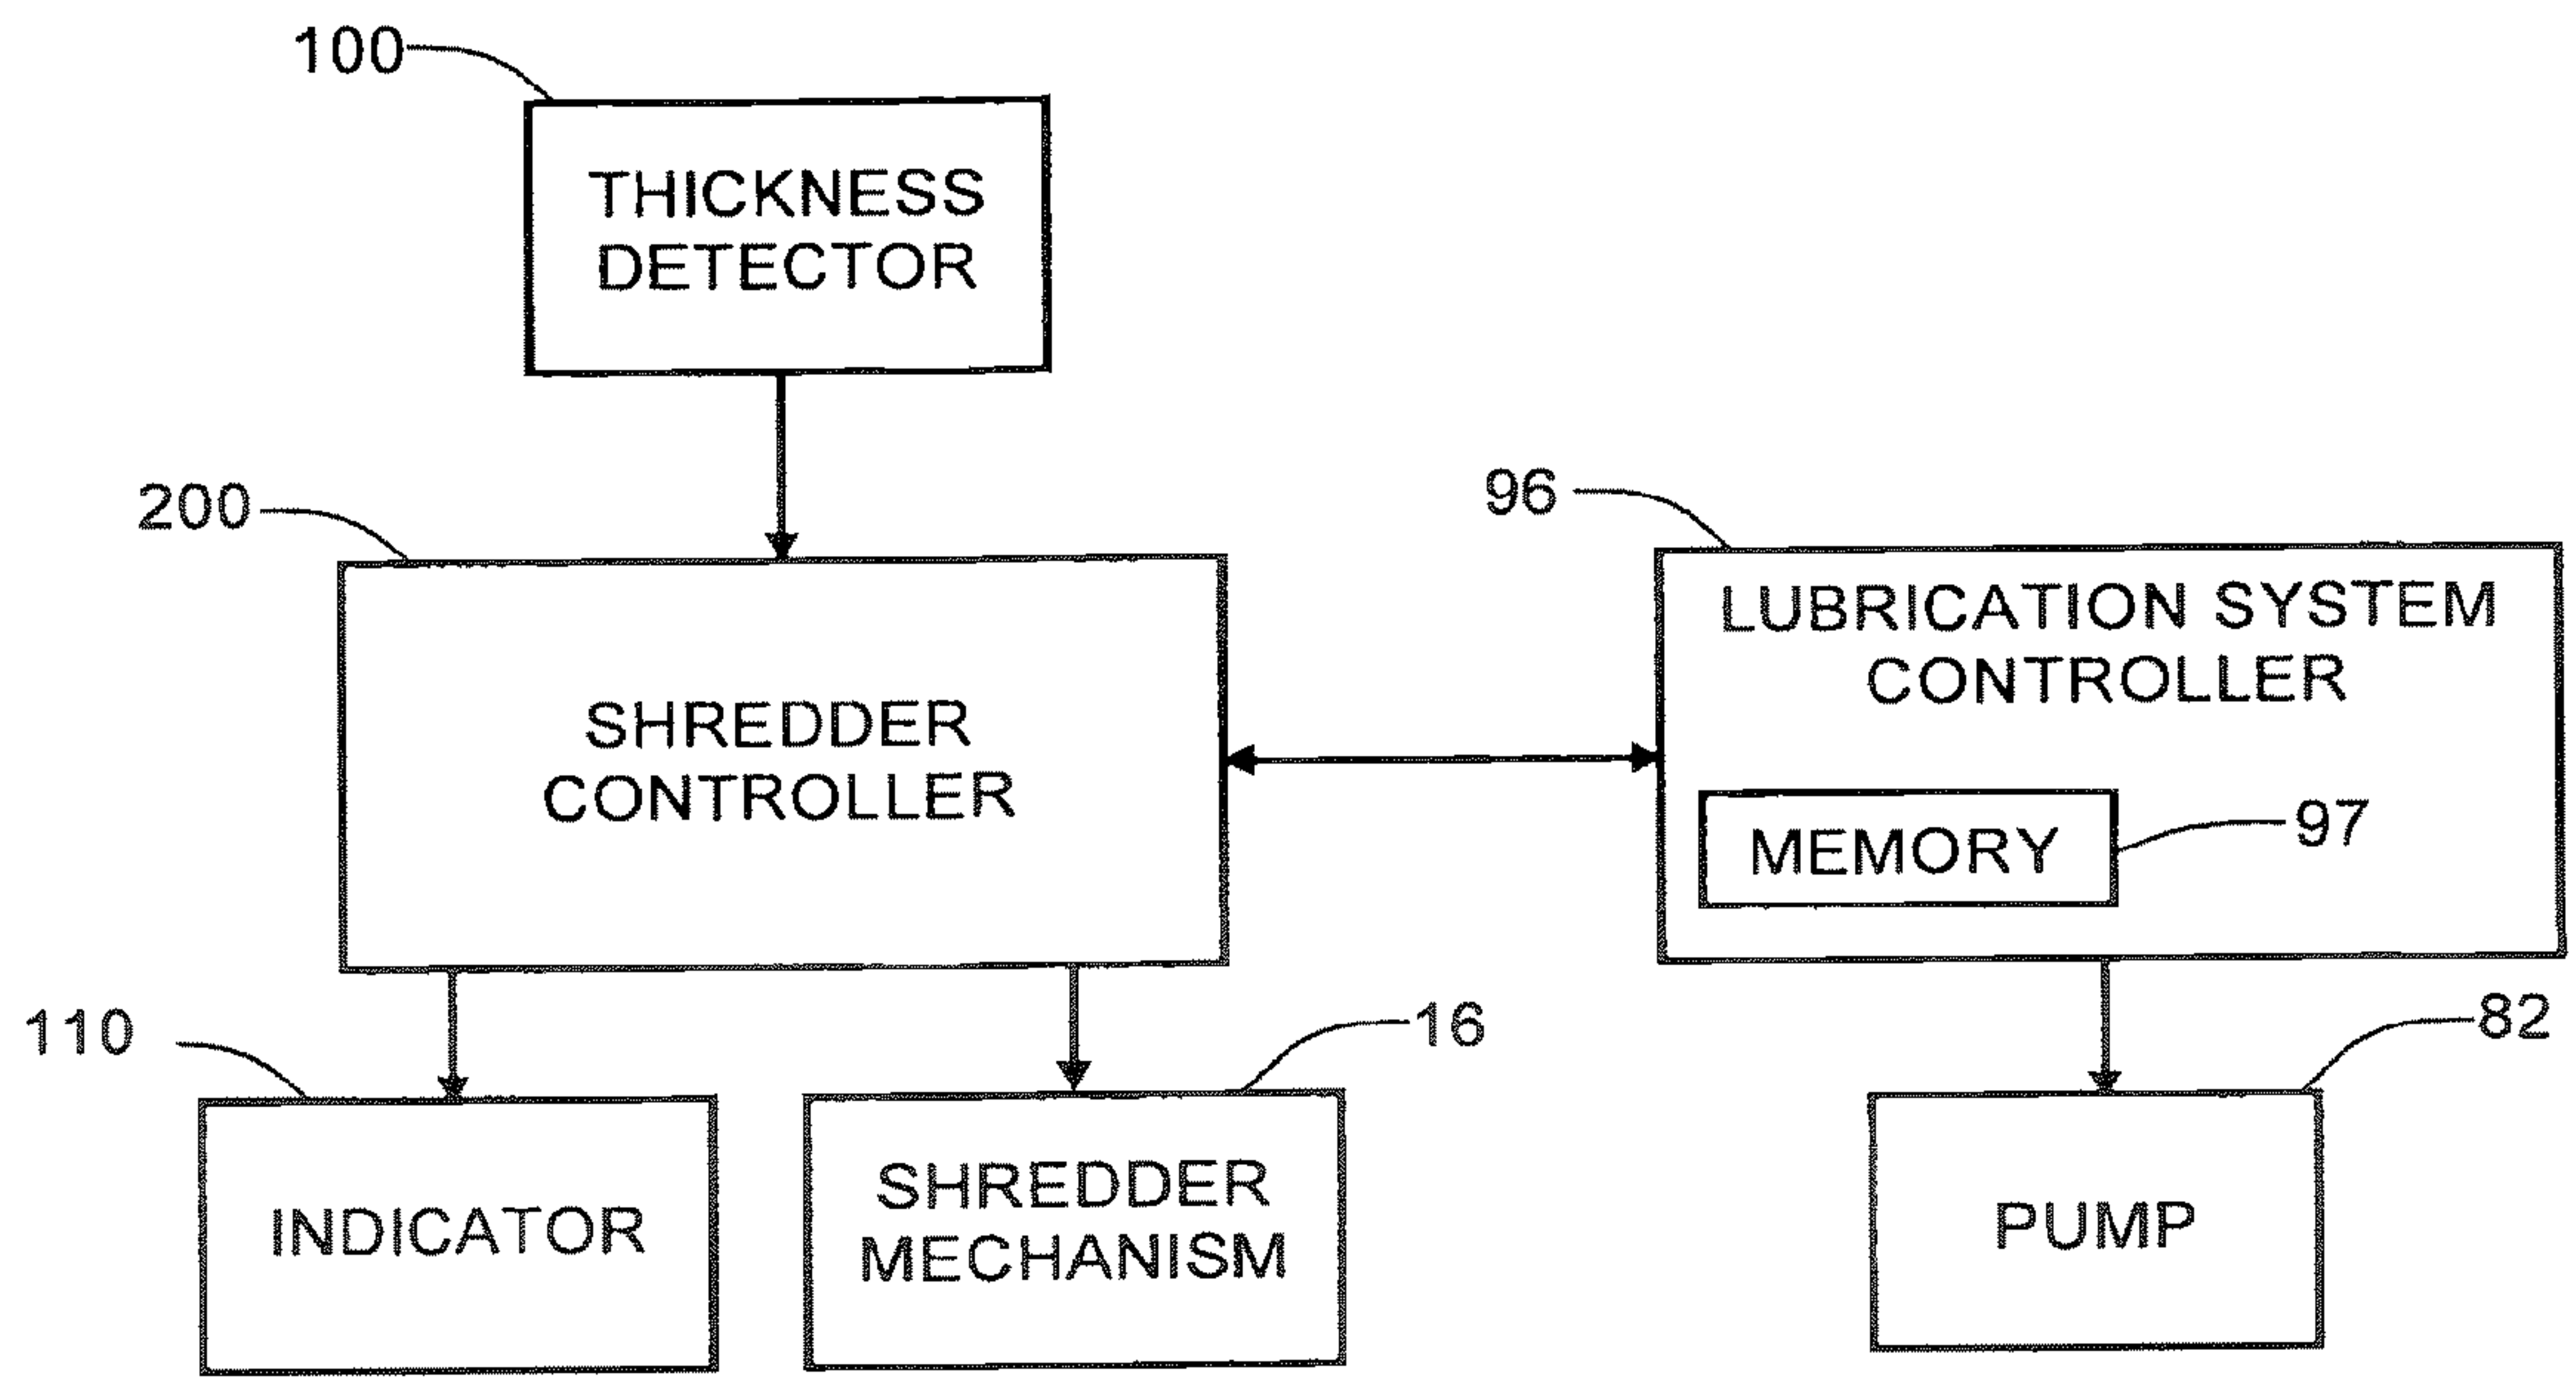 100
THICKNESS
DETECTOR
200
SHREDDER
CONTROLLER
96
LUBRICATION SYSTEM
CONTROLLER
MEMORY
97
110
INDICATOR
16
SHREDDER
MECHANISM
82
PUMP